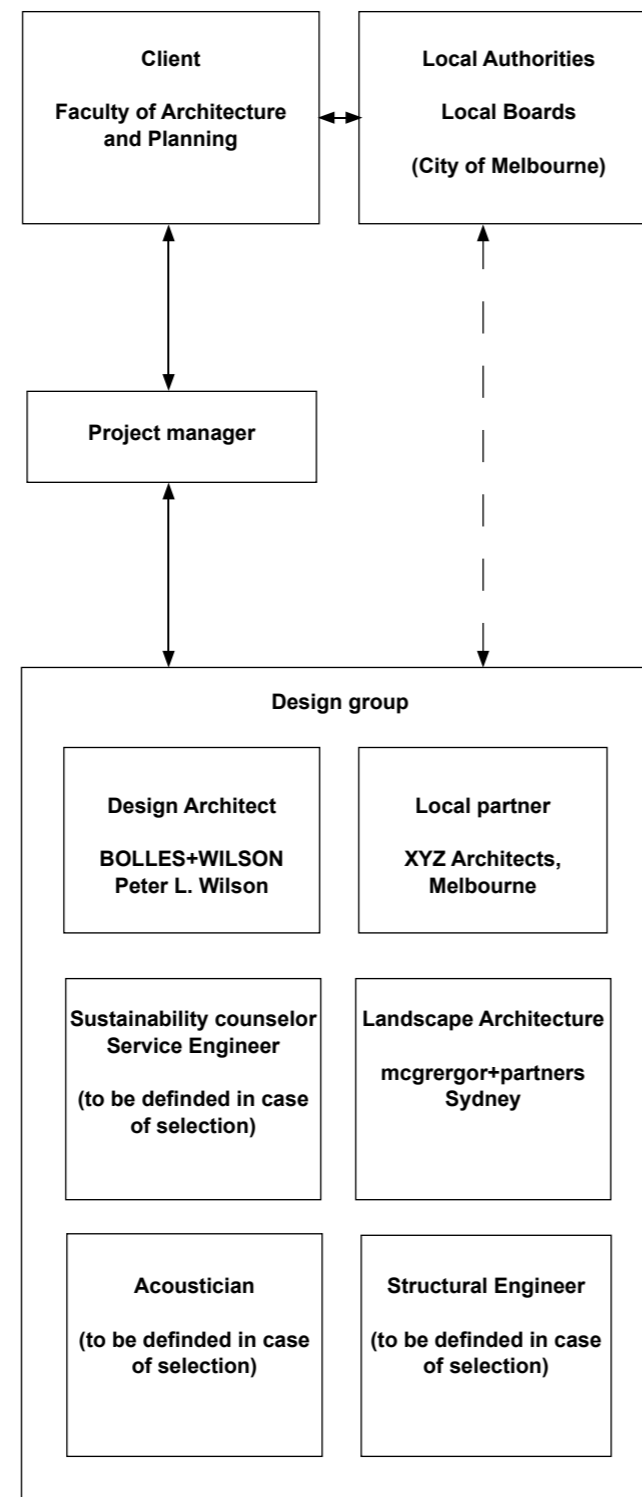 Client
Faculty of Architecture
and Planning
Local Authorities
Local Boards
(City of Melbourne)
Project manager
Design group
Design Architect
BOLLES+WILSON
Peter L. Wilson
Local partner
XYZ Architects,
Melbourne
Sustainability counselor
Service Engineer
(to be definded in case
of selection)
Landscape Architecture
mcgrergor+partners
Sydney
Acoustician
(to be definded in case
of selection)
Structural Engineer
(to be definded in case
of selection)